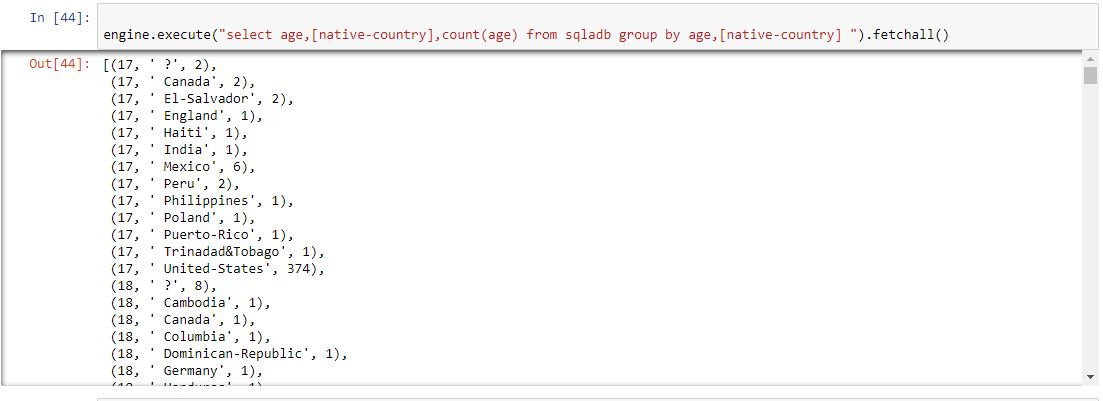 In [44]:
engine.execute("select age,[native-country],count(age) from sqladb group by age,[native-country] ").fetchall()
Out[44]: [(17, ' ?', 2),
(17, ' Canada', 2),
(17, ' El-Salvador', 2),
(17, ' England', 1),
(17, ' Haiti', 1),
(17, ' India', 1),
(17, ' Mexico', 6),
(17, ' Peru', 2),
(17, ' Philippines', 1),
(17, ' Poland', 1),
(17, ' Puerto-Rico', 1),
(17, ' Trinadad&Tobago', 1),
(17, ' United-States', 374),
(18, ' ?', 8),
(18, ' Cambodia', 1),
(18, ' Canada', 1),
(18, ' Columbia', 1),
(18, ' Dominican-Republic', 1),
(18, ' Germany', 1),